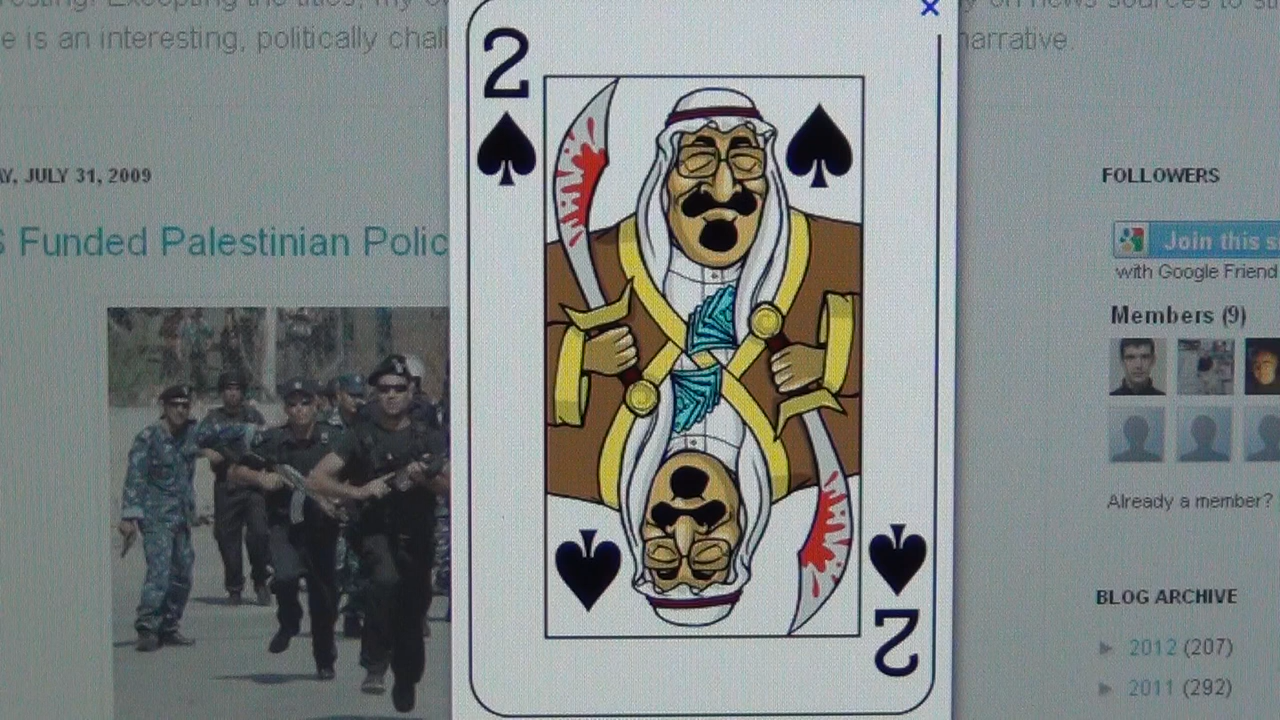 e is an interesting, politically
narrative.
2
AY, JULY 31, 2009
S Funded Palestinian Polic
FOLLOWERS
Join this s
with Google Friend
Members (9)
Already a member?
BLOG ARCHIVE
► 2012 (207)
► 2011 (292)
2